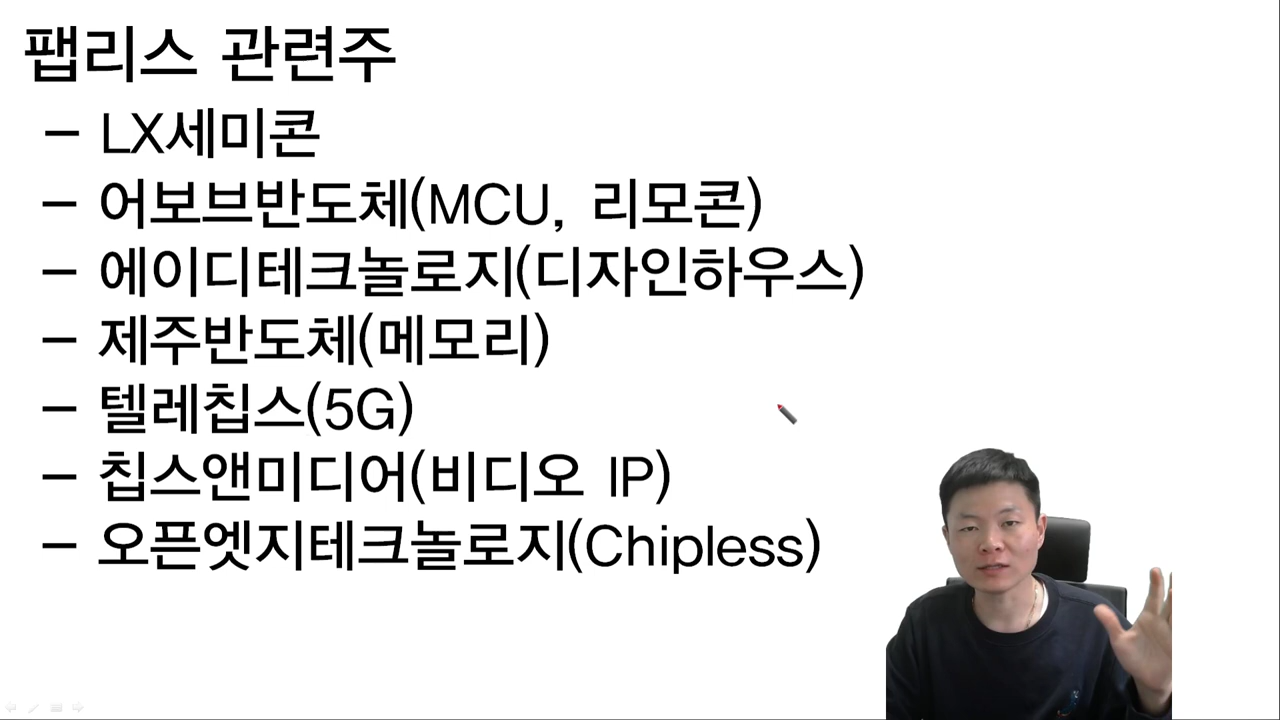 팹리스 관련주
– LX세미콘
– 어보브반도체(MCU, 리모콘)
– 에이디테크놀로지(디자인하우스)
– 제주반도체(메모리)
– 텔레칩스(5G)
– 칩스앤미디어(비디오 IP)
– 오픈엣지테크놀로지(Chipless)